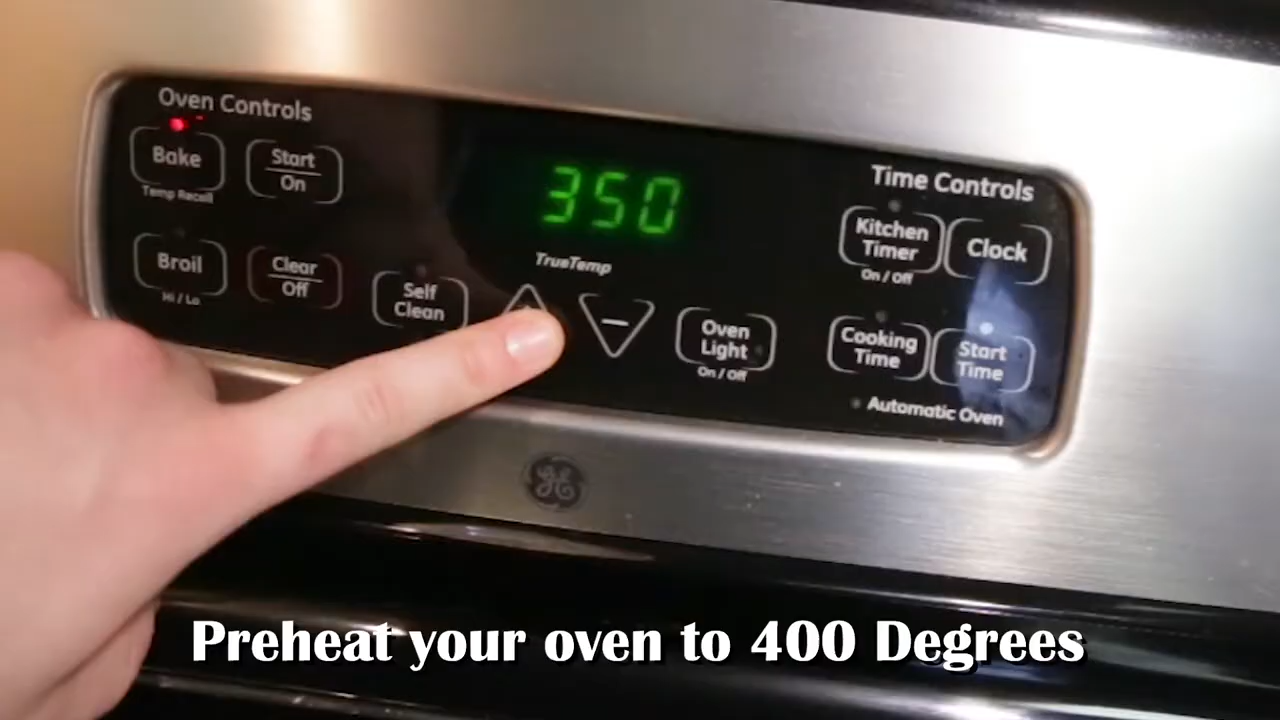 Oven Controls
Bake
Temp Recall
Start
On
Broil
Hi / Lo
Clear
Off
Self
Clean
350
TrueTemp
Oven
Light
On / Off
Time Controls
Kitchen
Timer
On / Off
Clock
Cooking
Time
Start
Time
Automatic Oven
GE
Preheat your oven to 400 Degrees